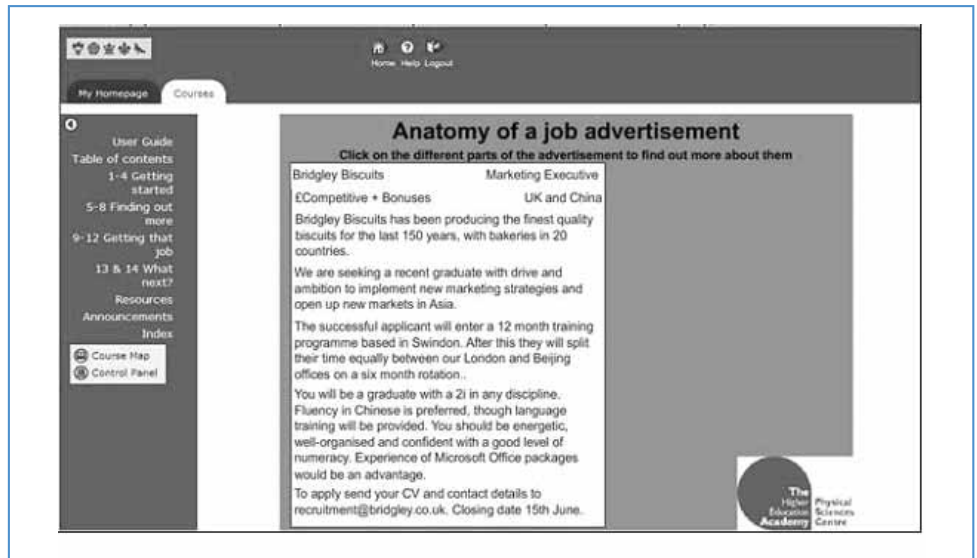 Home Help Logout
My Homepage Courses
User Guide
Table of contents
1-4 Getting
started
5-8 Finding out
more
9-12 Getting that
job
13 & 14 What
next?
Resources
Announcements
Index
Course Map
Control Panel
Anatomy of a job advertisement
Click on the different parts of the advertisement to find out more about them
Bridgley Biscuits Marketing Executive
£Competitive + Bonuses UK and China
Bridgley Biscuits has been producing the finest quality
biscuits for the last 150 years, with bakeries in 20
countries.
We are seeking a recent graduate with drive and
ambition to implement new marketing strategies and
open up new markets in Asia.
The successful applicant will enter a 12 month training
programme based in Swindon. After this they will split
their time equally between our London and Beijing
offices on a six month rotation..
You will be a graduate with a 2i in any discipline.
Fluency in Chinese is preferred, though language
training will be provided. You should be energetic,
well-organised and confident with a good level of
numeracy. Experience of Microsoft Office packages
would be an advantage.
To apply send your CV and contact details to
recruitment@bridgley.co.uk. Closing date 15th June.
The
Higher Physical
Education Sciences
Academy Centre